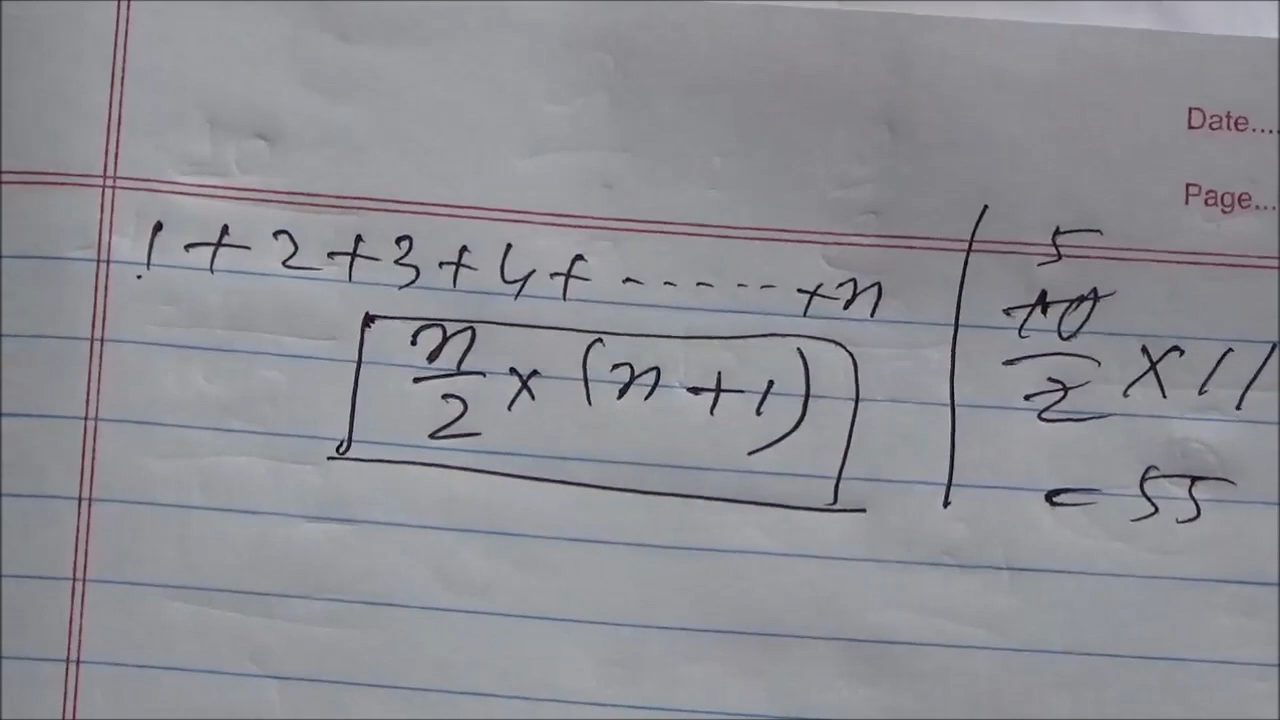 Date....
Page...
1 + 2 + 3 + 4 + ------ + n
n/2 × (n + 1)
5
10/2 × 11
= 55